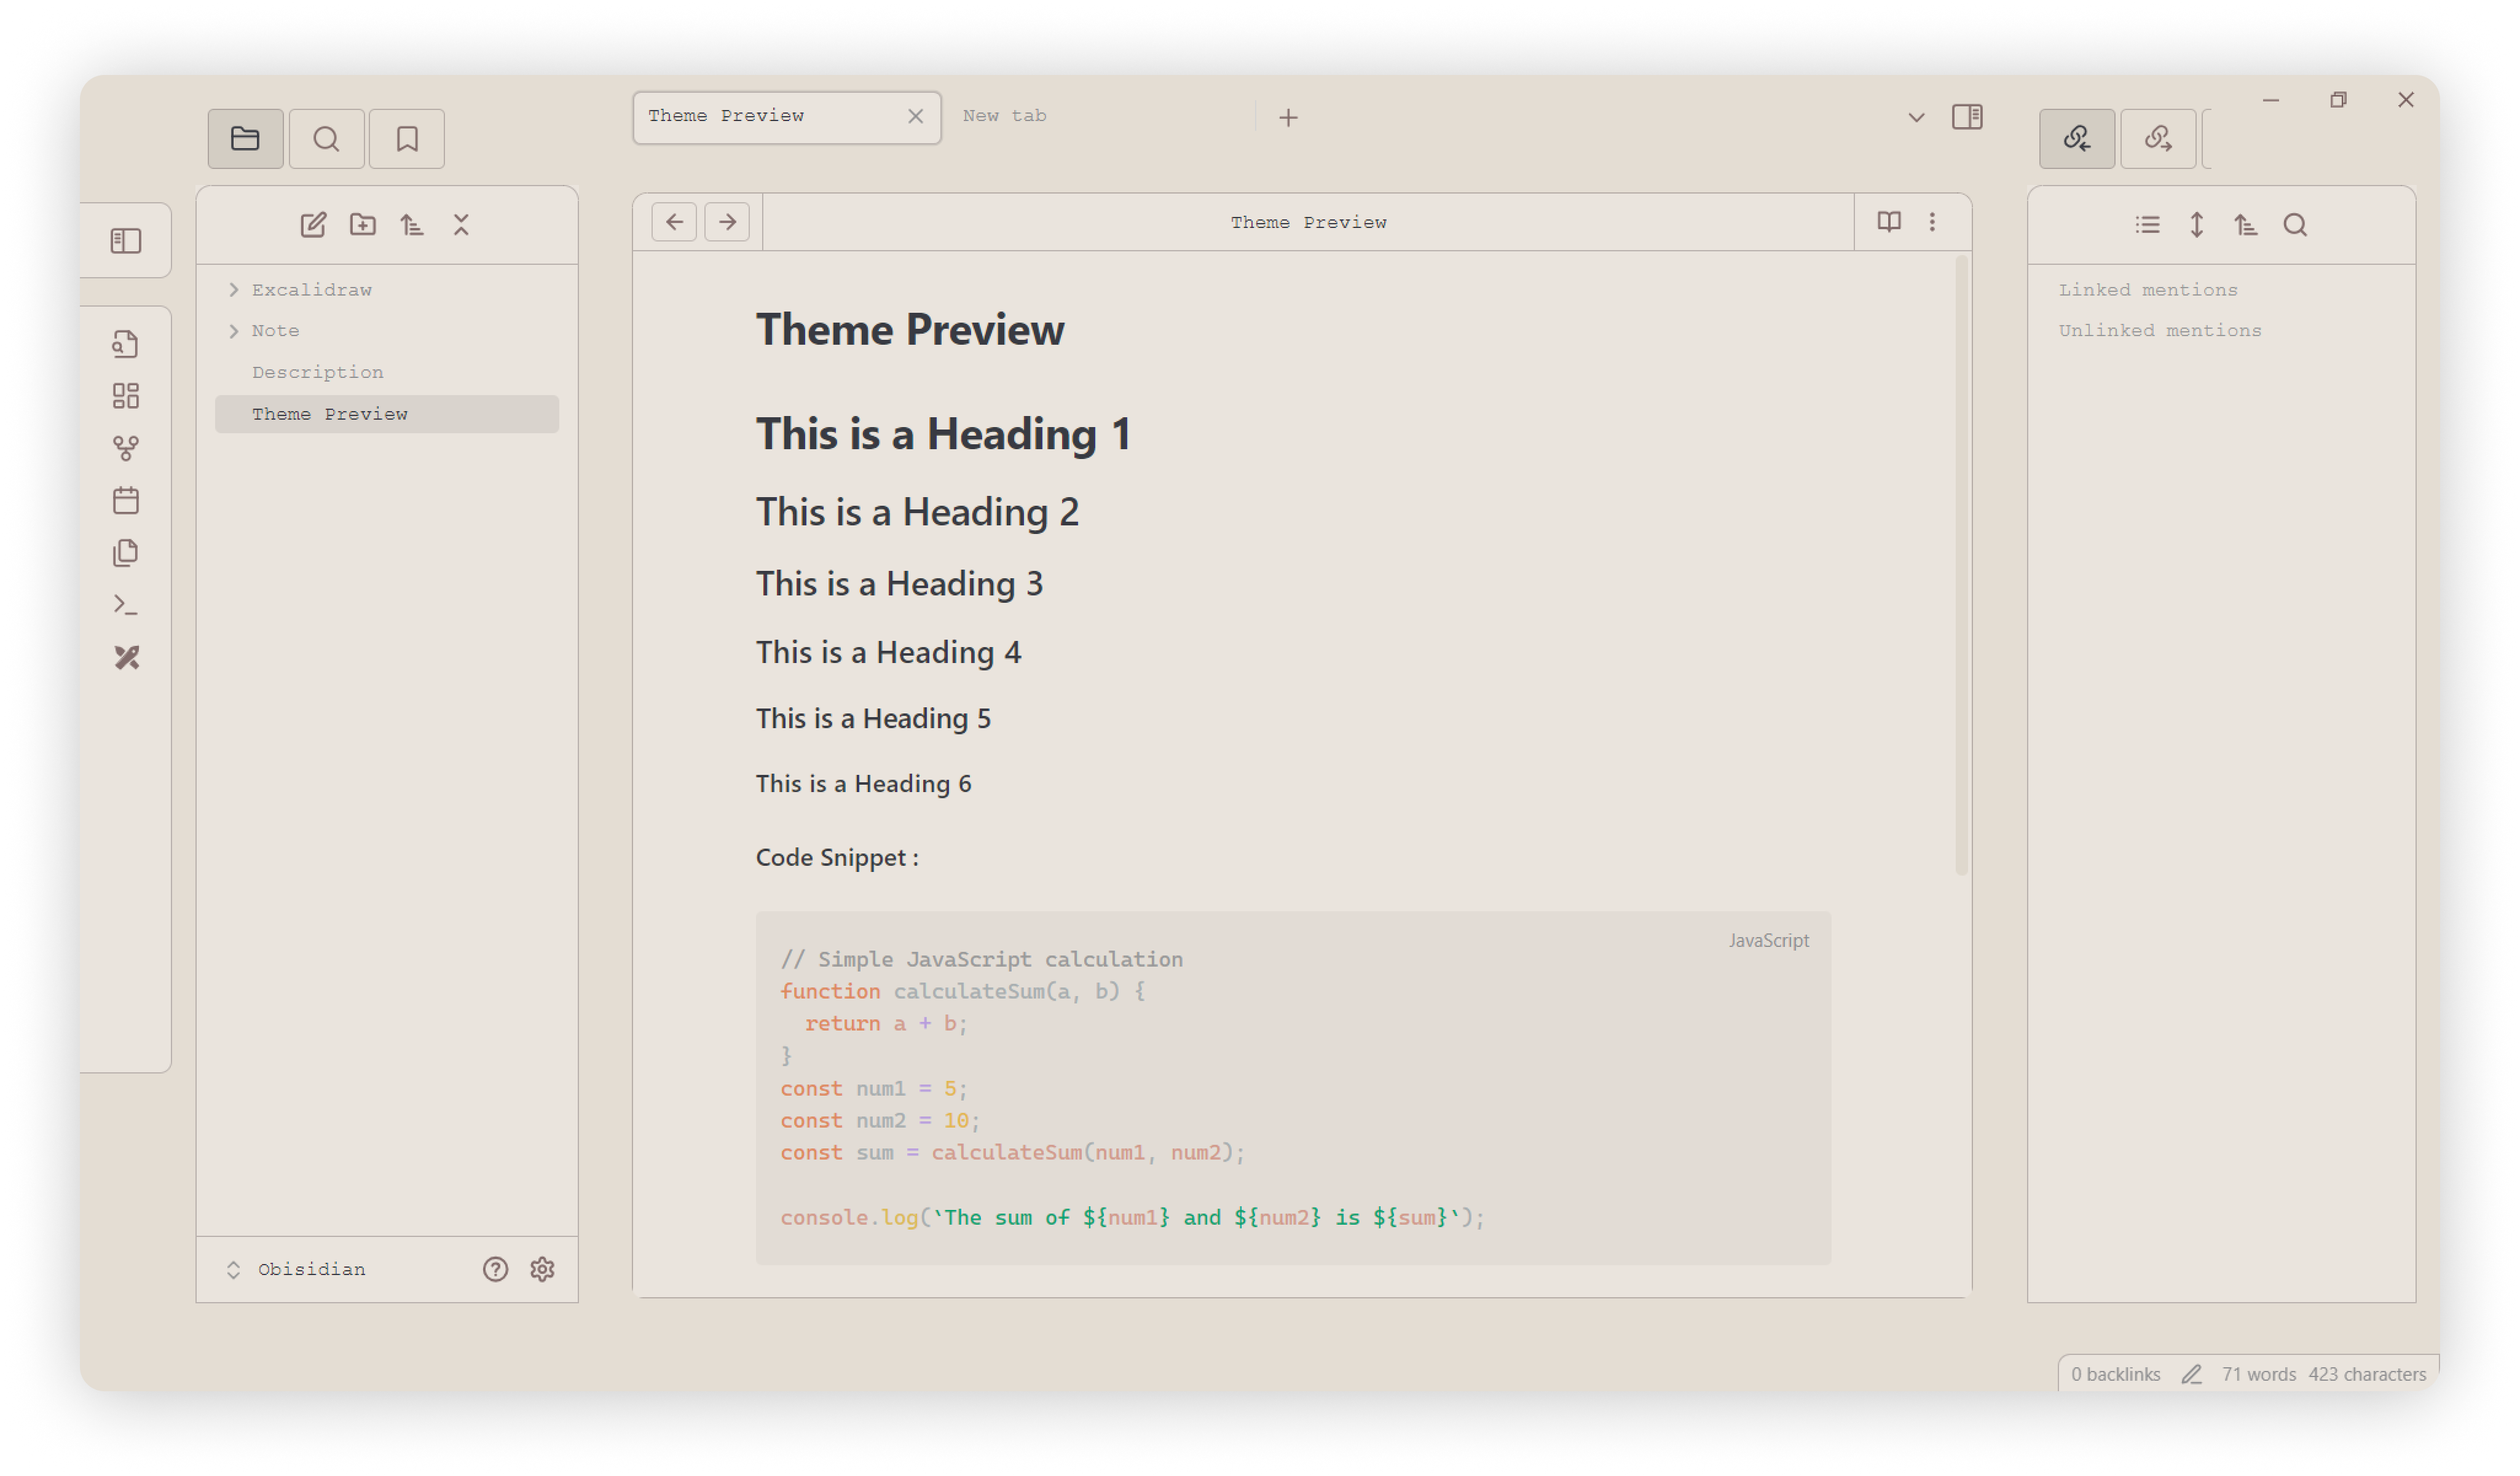 Theme Preview
New tab
Theme Preview
Excalidraw
Note
Description
Theme Preview
Obisidian
Theme Preview
This is a Heading 1
This is a Heading 2
This is a Heading 3
This is a Heading 4
This is a Heading 5
This is a Heading 6
Code Snippet :
JavaScript
// Simple JavaScript calculation
function calculateSum(a, b) {
  return a + b;
}
const num1 = 5;
const num2 = 10;
const sum = calculateSum(num1, num2);

console.log(`The sum of ${num1} and ${num2} is ${sum}`);
Linked mentions
Unlinked mentions
0 backlinks 71 words 423 characters